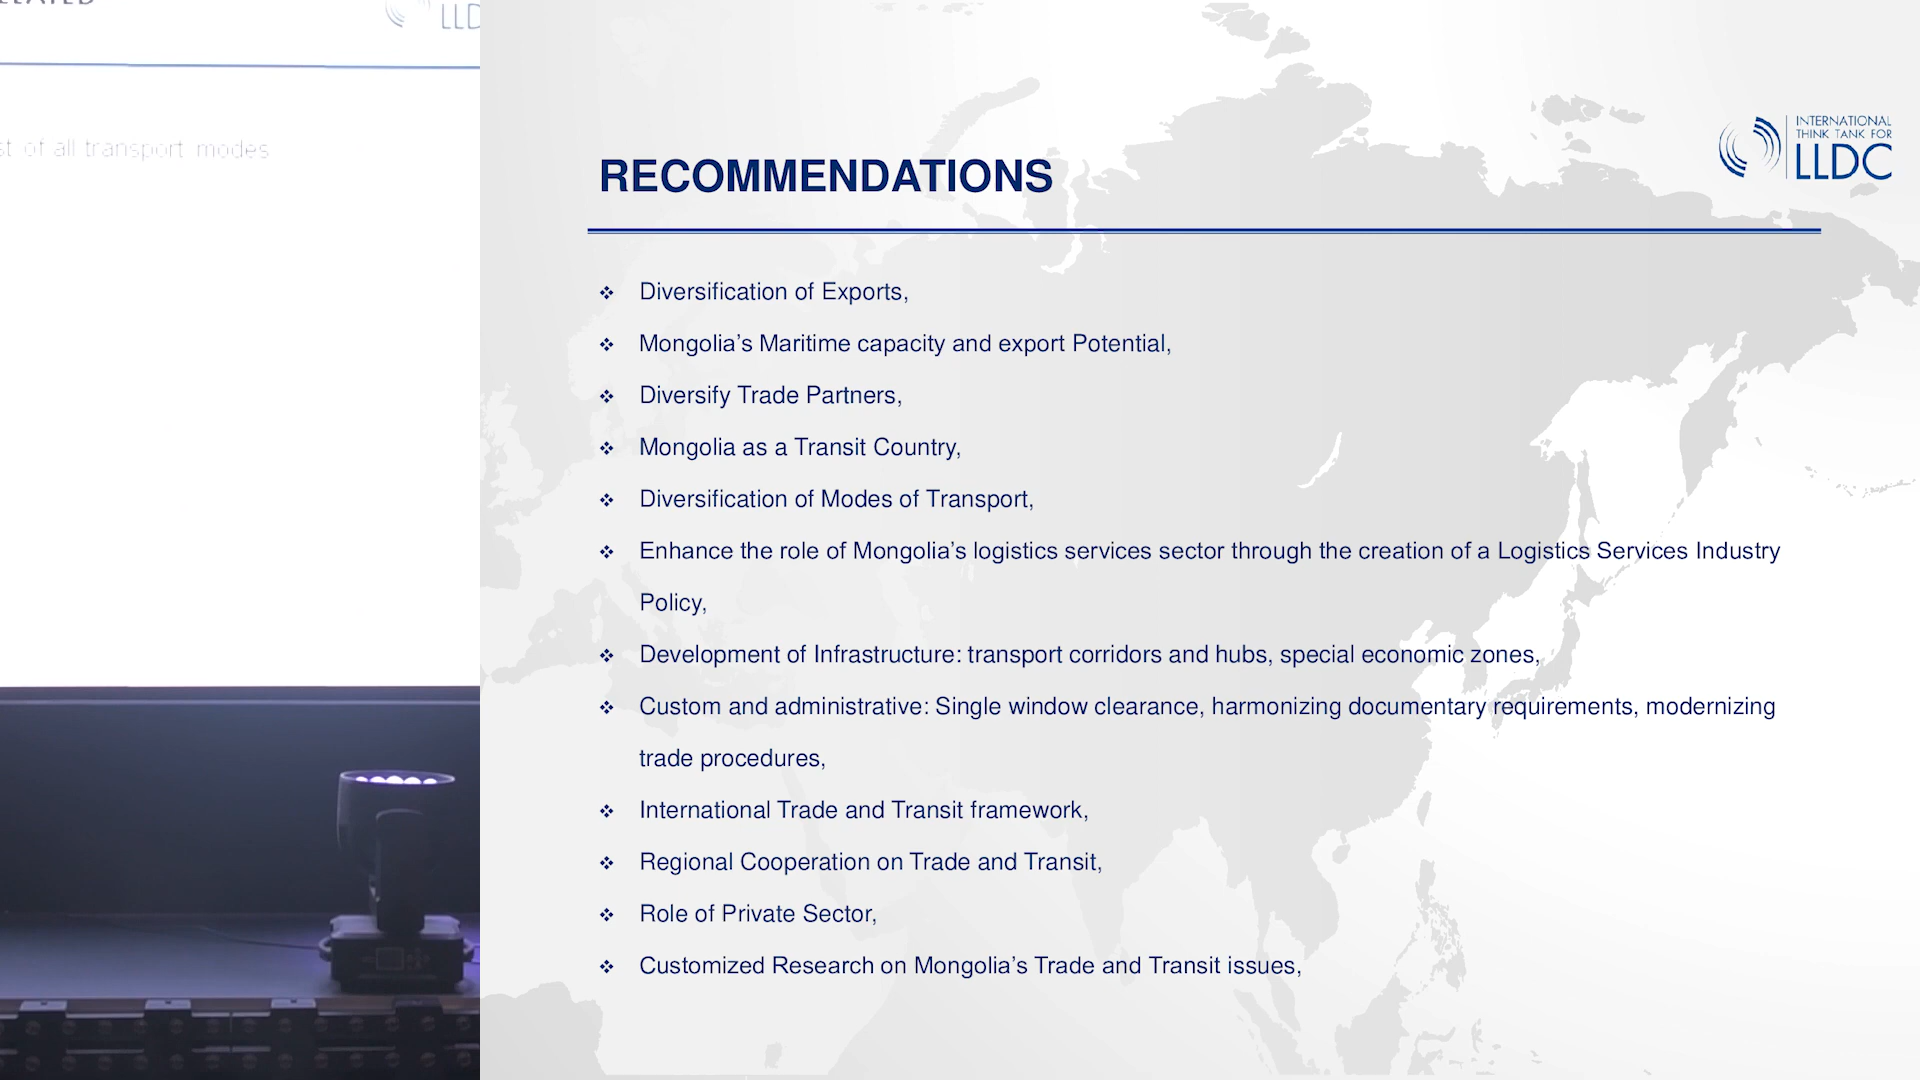 LLD
st of all transport modes
INTERNATIONAL
THINK TANK FOR
LLDC
RECOMMENDATIONS
❖ Diversification of Exports,
❖ Mongolia’s Maritime capacity and export Potential,
❖ Diversify Trade Partners,
❖ Mongolia as a Transit Country,
❖ Diversification of Modes of Transport,
❖ Enhance the role of Mongolia’s logistics services sector through the creation of a Logistics Services Industry
Policy,
❖ Development of Infrastructure: transport corridors and hubs, special economic zones,
❖ Custom and administrative: Single window clearance, harmonizing documentary requirements, modernizing
trade procedures,
❖ International Trade and Transit framework,
❖ Regional Cooperation on Trade and Transit,
❖ Role of Private Sector,
❖ Customized Research on Mongolia’s Trade and Transit issues,